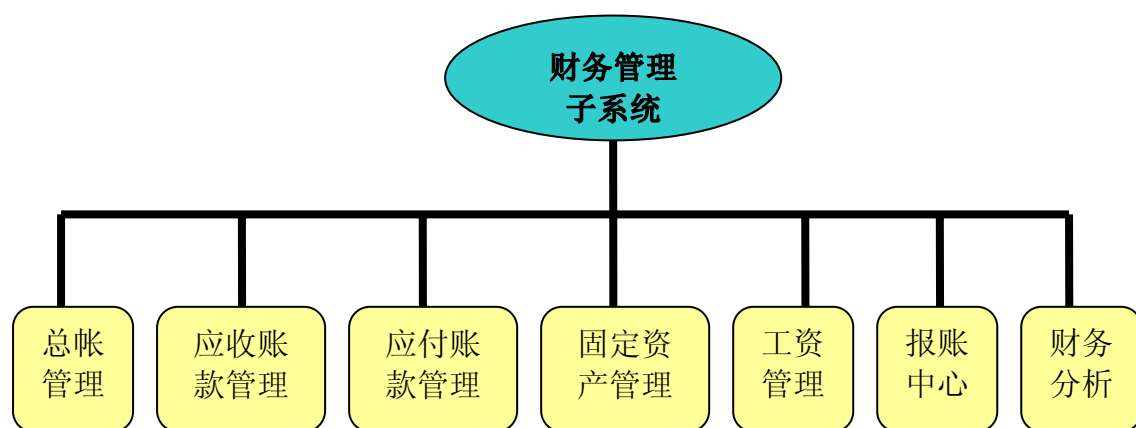 财务管理
子系统
总帐
管理
应收账
款管理
应付账
款管理
固定资
产管理
工资
管理
报账
中心
财务
分析